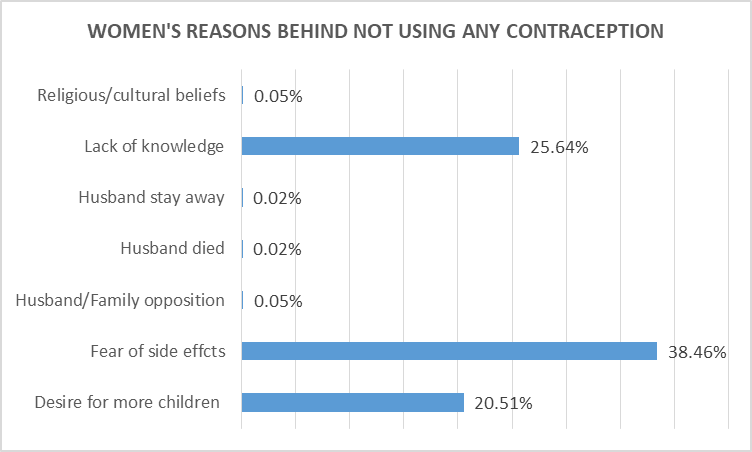 WOMEN'S REASONS BEHIND NOT USING ANY CONTRACEPTION
Religious/cultural beliefs 0.05%
Lack of knowledge 25.64%
Husband stay away 0.02%
Husband died 0.02%
Husband/Family opposition 0.05%
Fear of side effcts 38.46%
Desire for more children 20.51%